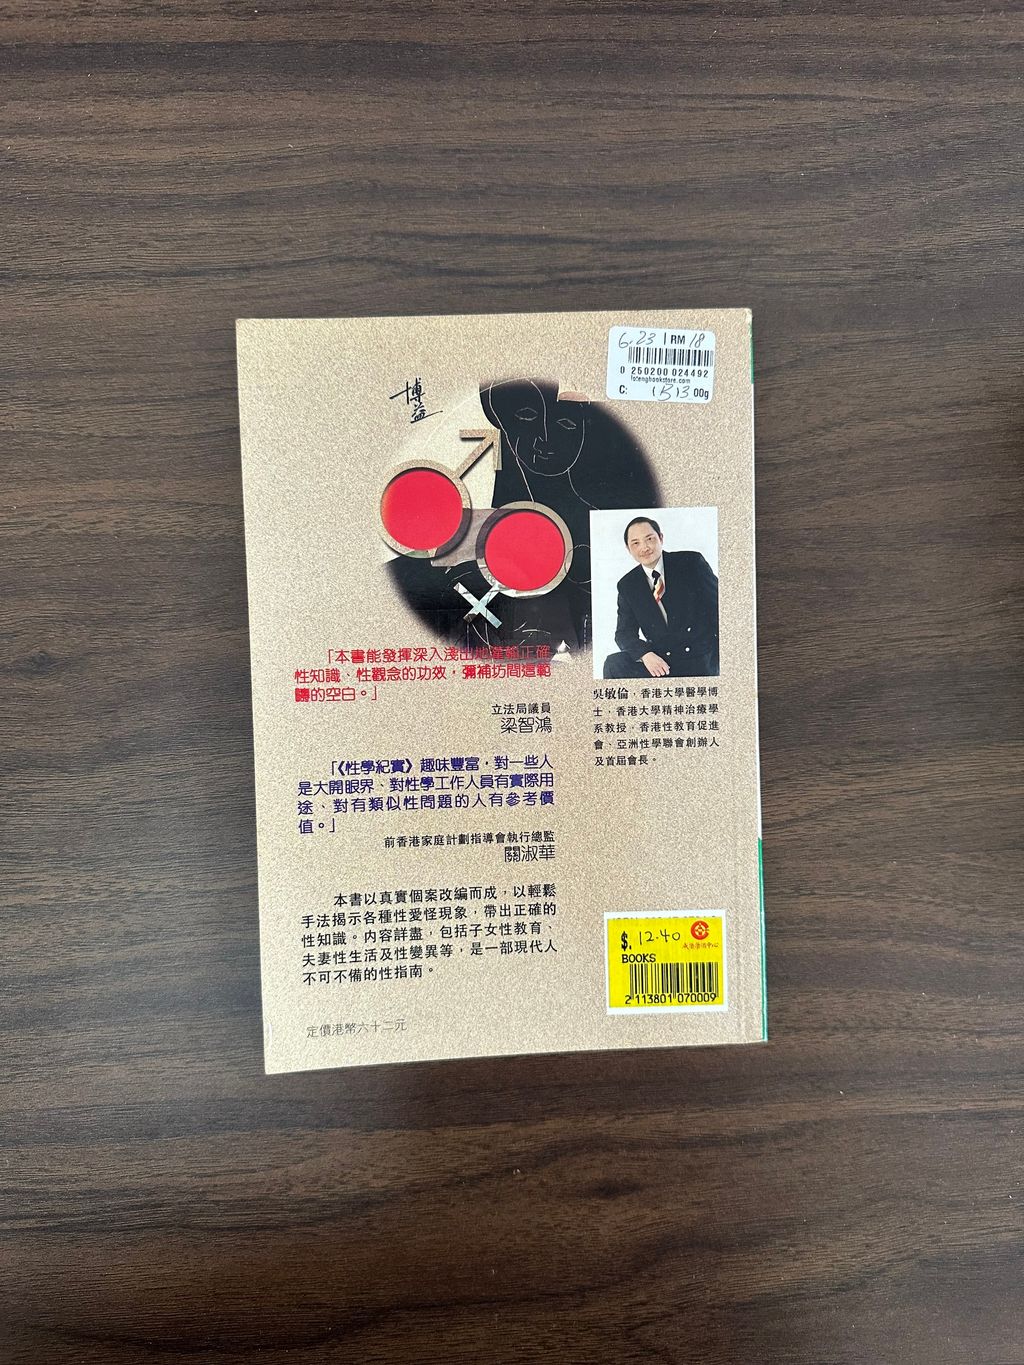 博益
6.23 | RM 18
0 250200 024492
C: 1B13 00g
「本書能發揮深入淺出地灌輸正確
性知識、性觀念的功效，彌補坊間這範
疇的空白。」
立法局議員
梁智鴻
「《性學紀實》趣味豐富，對一些人
是大開眼界、對性學工作人員有實際用
途、對有類似性問題的人有參考價
值。」
前香港家庭計劃指導會執行總監
關淑華
本書以真實個案改編而成，以輕鬆
手法揭示各種性愛怪現象，帶出正確的
性知識。內容詳盡，包括子女性教育、
夫妻性生活及性變異等，是一部現代人
不可不備的性指南。
定價港幣六十二元
吳敏倫，香港大學醫學博
士，香港大學精神治療學
系教授，香港性教育促進
會、亞洲性學聯會創辦人
及首屆會長。
$. 12.40
BOOKS
2 113801 070009